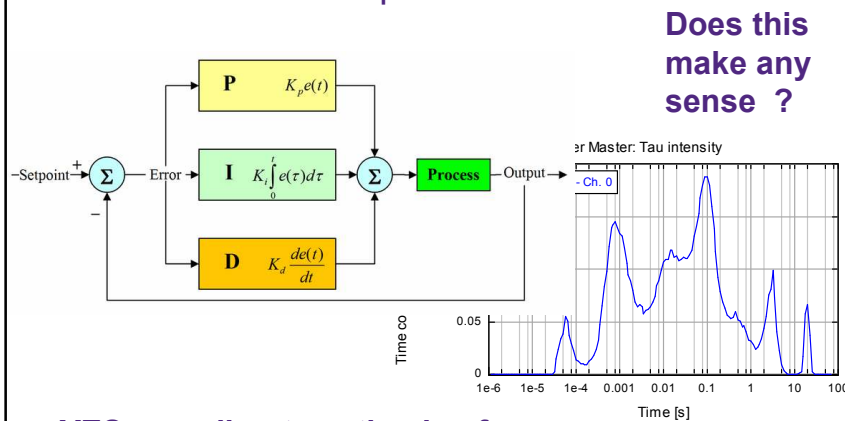 Does this
make any
sense ?
P K_p e(t)
–Setpoint
+
Σ
−
Error
I K_i ∫_0^t e(τ)dτ
Σ
Process
Output
D K_d de(t)/dt
er Master: Tau intensity
- Ch. 0
Time co
0.05
0
1e-6 1e-5 1e-4 0.001 0.01 0.1 1 10 100
Time [s]